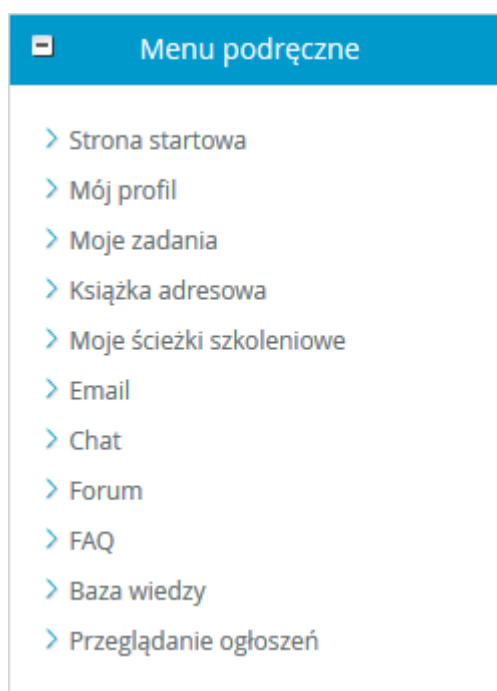 Menu podręczne
Strona startowa
Mój profil
Moje zadania
Książka adresowa
Moje ścieżki szkoleniowe
Email
Chat
Forum
FAQ
Baza wiedzy
Przeglądanie ogłoszeń